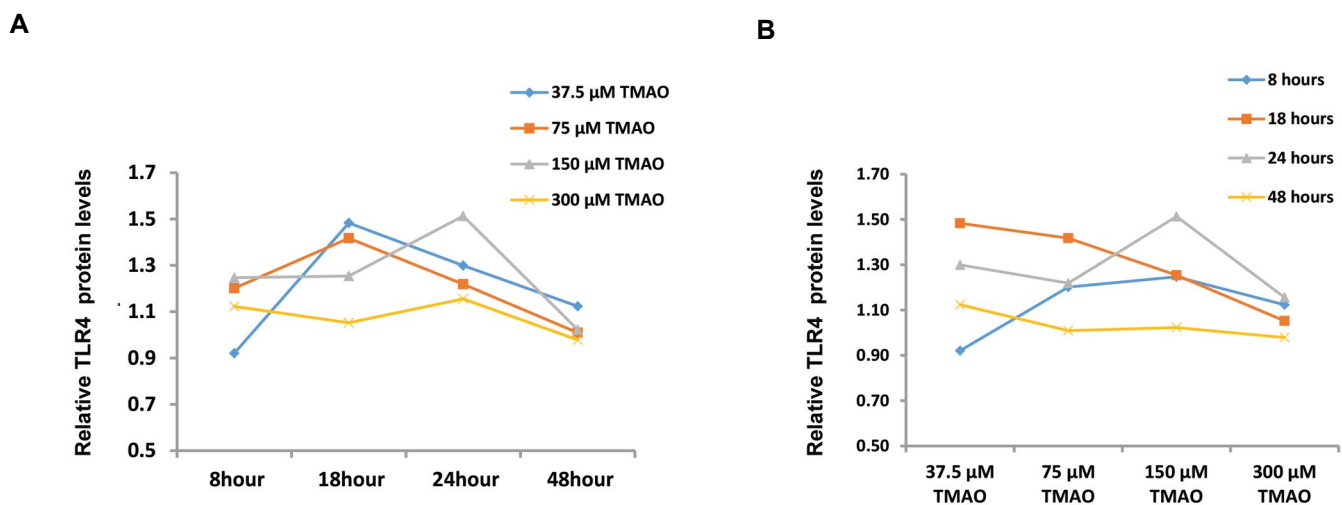 A
37.5 µM TMAO
75 µM TMAO
150 µM TMAO
300 µM TMAO
Relative TLR4 protein levels
1.7
1.5
1.3
1.1
0.9
0.7
0.5
8hour 18hour 24hour 48hour
B
8 hours
18 hours
24 hours
48 hours
Relative TLR4 protein levels
1.70
1.50
1.30
1.10
0.90
0.70
0.50
37.5 µM 75 µM 150 µM 300 µM
TMAO TMAO TMAO TMAO